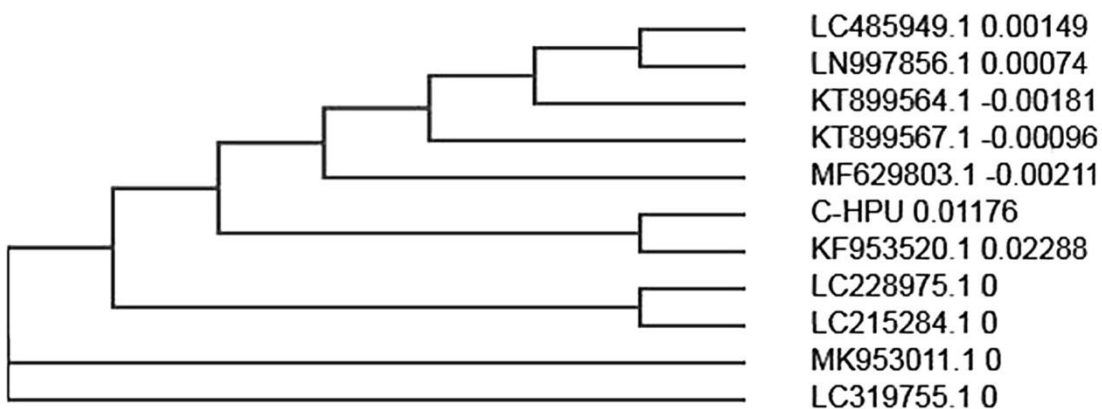 LC485949.1 0.00149
LN997856.1 0.00074
KT899564.1 -0.00181
KT899567.1 -0.00096
MF629803.1 -0.00211
C-HPU 0.01176
KF953520.1 0.02288
LC228975.1 0
LC215284.1 0
MK953011.1 0
LC319755.1 0